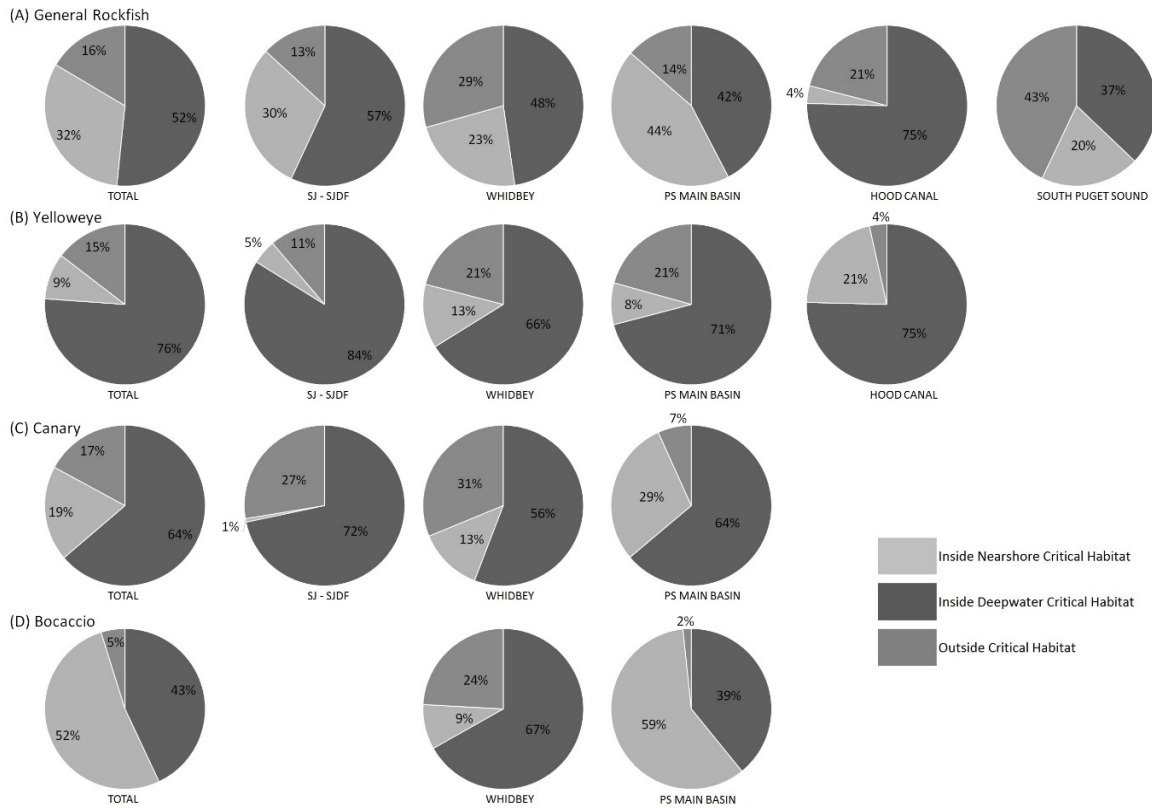 (A) General Rockfish
16%
52%
32%
TOTAL
13%
57%
30%
SJ - SJDF
29%
48%
23%
WHIDBEY
14%
42%
44%
PS MAIN BASIN
21%
4%
75%
HOOD CANAL
43%
37%
20%
SOUTH PUGET SOUND
(B) Yelloweye
15%
9%
76%
TOTAL
5%
11%
84%
SJ - SJDF
21%
13%
66%
WHIDBEY
21%
8%
71%
PS MAIN BASIN
4%
21%
75%
HOOD CANAL
(C) Canary
17%
19%
64%
TOTAL
27%
1%
72%
SJ - SJDF
31%
56%
13%
WHIDBEY
7%
29%
64%
PS MAIN BASIN
Inside Nearshore Critical Habitat
Inside Deepwater Critical Habitat
Outside Critical Habitat
(D) Bocaccio
5%
43%
52%
TOTAL
24%
9%
67%
WHIDBEY
2%
39%
59%
PS MAIN BASIN